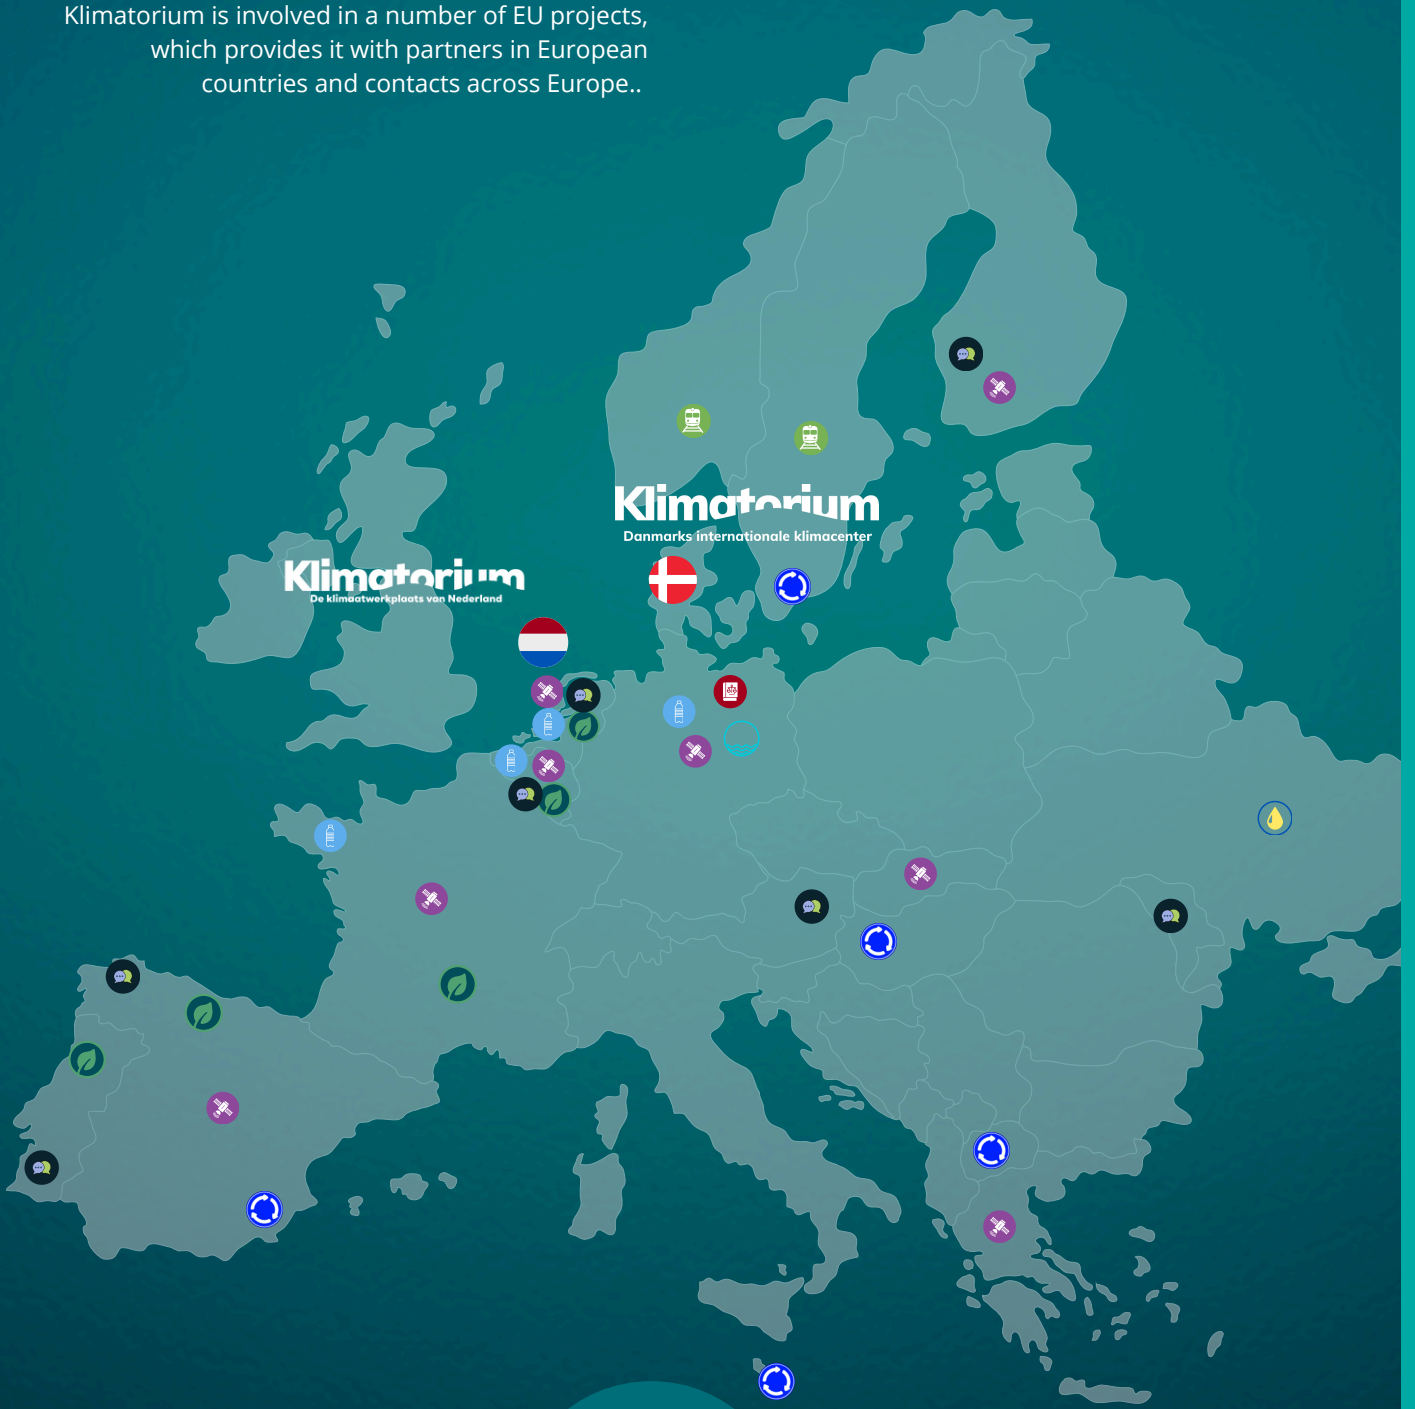 Klimatorium is involved in a number of EU projects,
which provides it with partners in European
countries and contacts across Europe..
Klimatorium
Danmarks internationale klimacenter
Klimatorium
De klimaatwerkplaats van Nederland